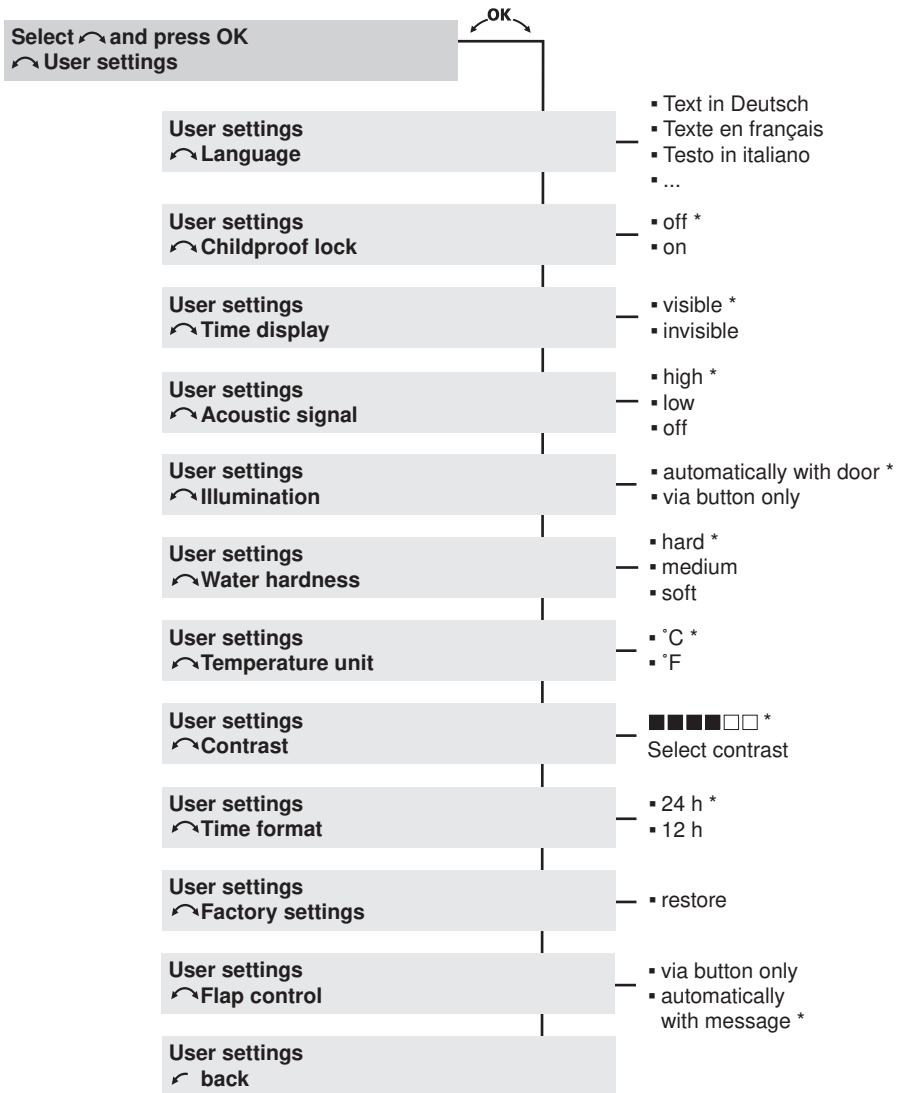 OK
Select and press OK
User settings
User settings
Language
▪ Text in Deutsch
▪ Texte en français
▪ Testo in italiano
▪ ...
User settings
Childproof lock
▪ off *
▪ on
User settings
Time display
▪ visible *
▪ invisible
User settings
Acoustic signal
▪ high *
▪ low
▪ off
User settings
Illumination
▪ automatically with door *
▪ via button only
User settings
Water hardness
▪ hard *
▪ medium
▪ soft
User settings
Temperature unit
▪ ˚C *
▪ ˚F
User settings
Contrast
■■■■□□ *
Select contrast
User settings
Time format
▪ 24 h *
▪ 12 h
User settings
Factory settings
▪ restore
User settings
Flap control
▪ via button only
▪ automatically
with message *
User settings
back